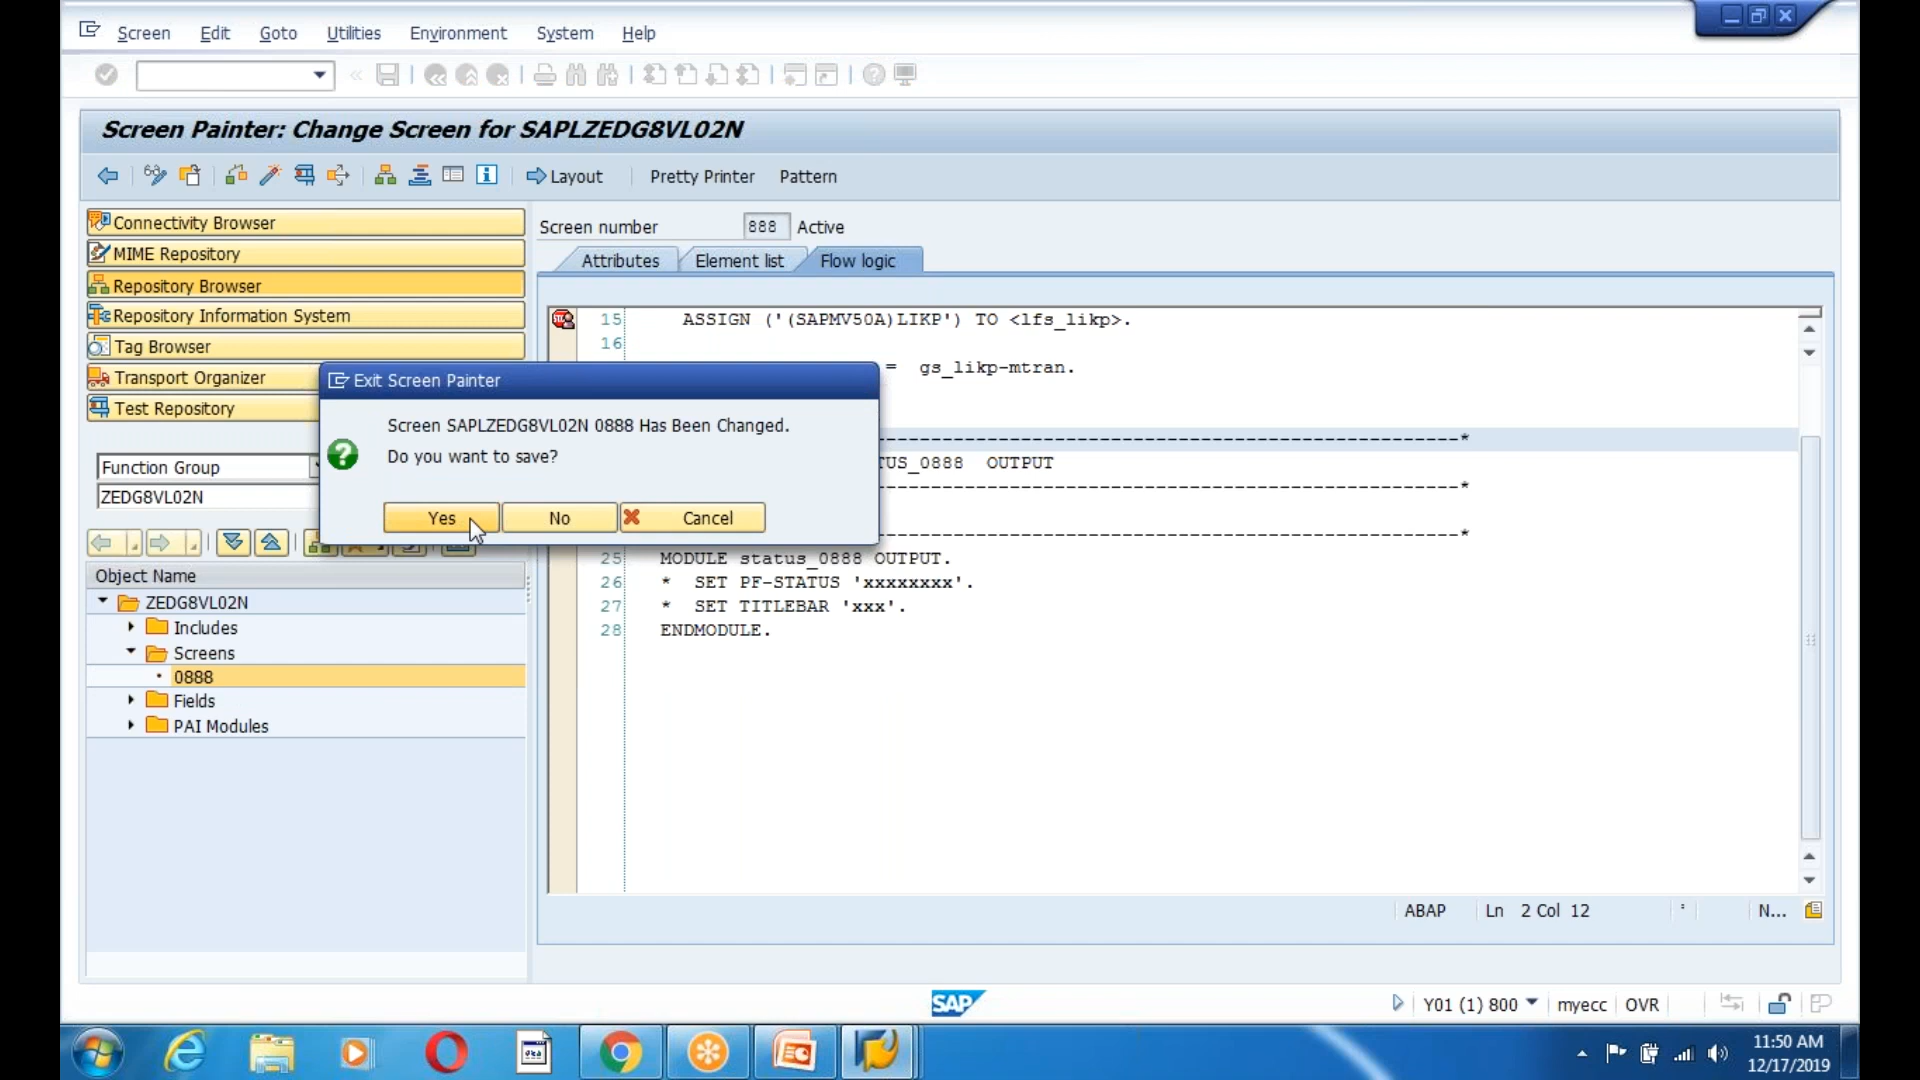 Screen Edit Goto Utilities Environment System Help
Screen Painter: Change Screen for SAPLZEDG8VL02N
Layout Pretty Printer Pattern
Connectivity Browser
MIME Repository
Repository Browser
Repository Information System
Tag Browser
Transport Organizer
Test Repository
Function Group
ZEDG8VL02N
Object Name
ZEDG8VL02N
Includes
Screens
0888
Fields
PAI Modules
Screen number 888 Active
Attributes Element list Flow logic
15 ASSIGN ('(SAPMV50A)LIKP') TO <lfs_likp>.
16
= gs_likp-mtran.
---------------------------------------------------*
TUS_0888 OUTPUT
---------------------------------------------------*
---------------------------------------------------*
25 MODULE status_0888 OUTPUT.
26 * SET PF-STATUS 'xxxxxxxx'.
27 * SET TITLEBAR 'xxx'.
28 ENDMODULE.
Exit Screen Painter
Screen SAPLZEDG8VL02N 0888 Has Been Changed.
Do you want to save?
Yes No Cancel
ABAP Ln 2 Col 12 N...
SAP
Y01 (1) 800 myecc OVR
11:50 AM
12/17/2019